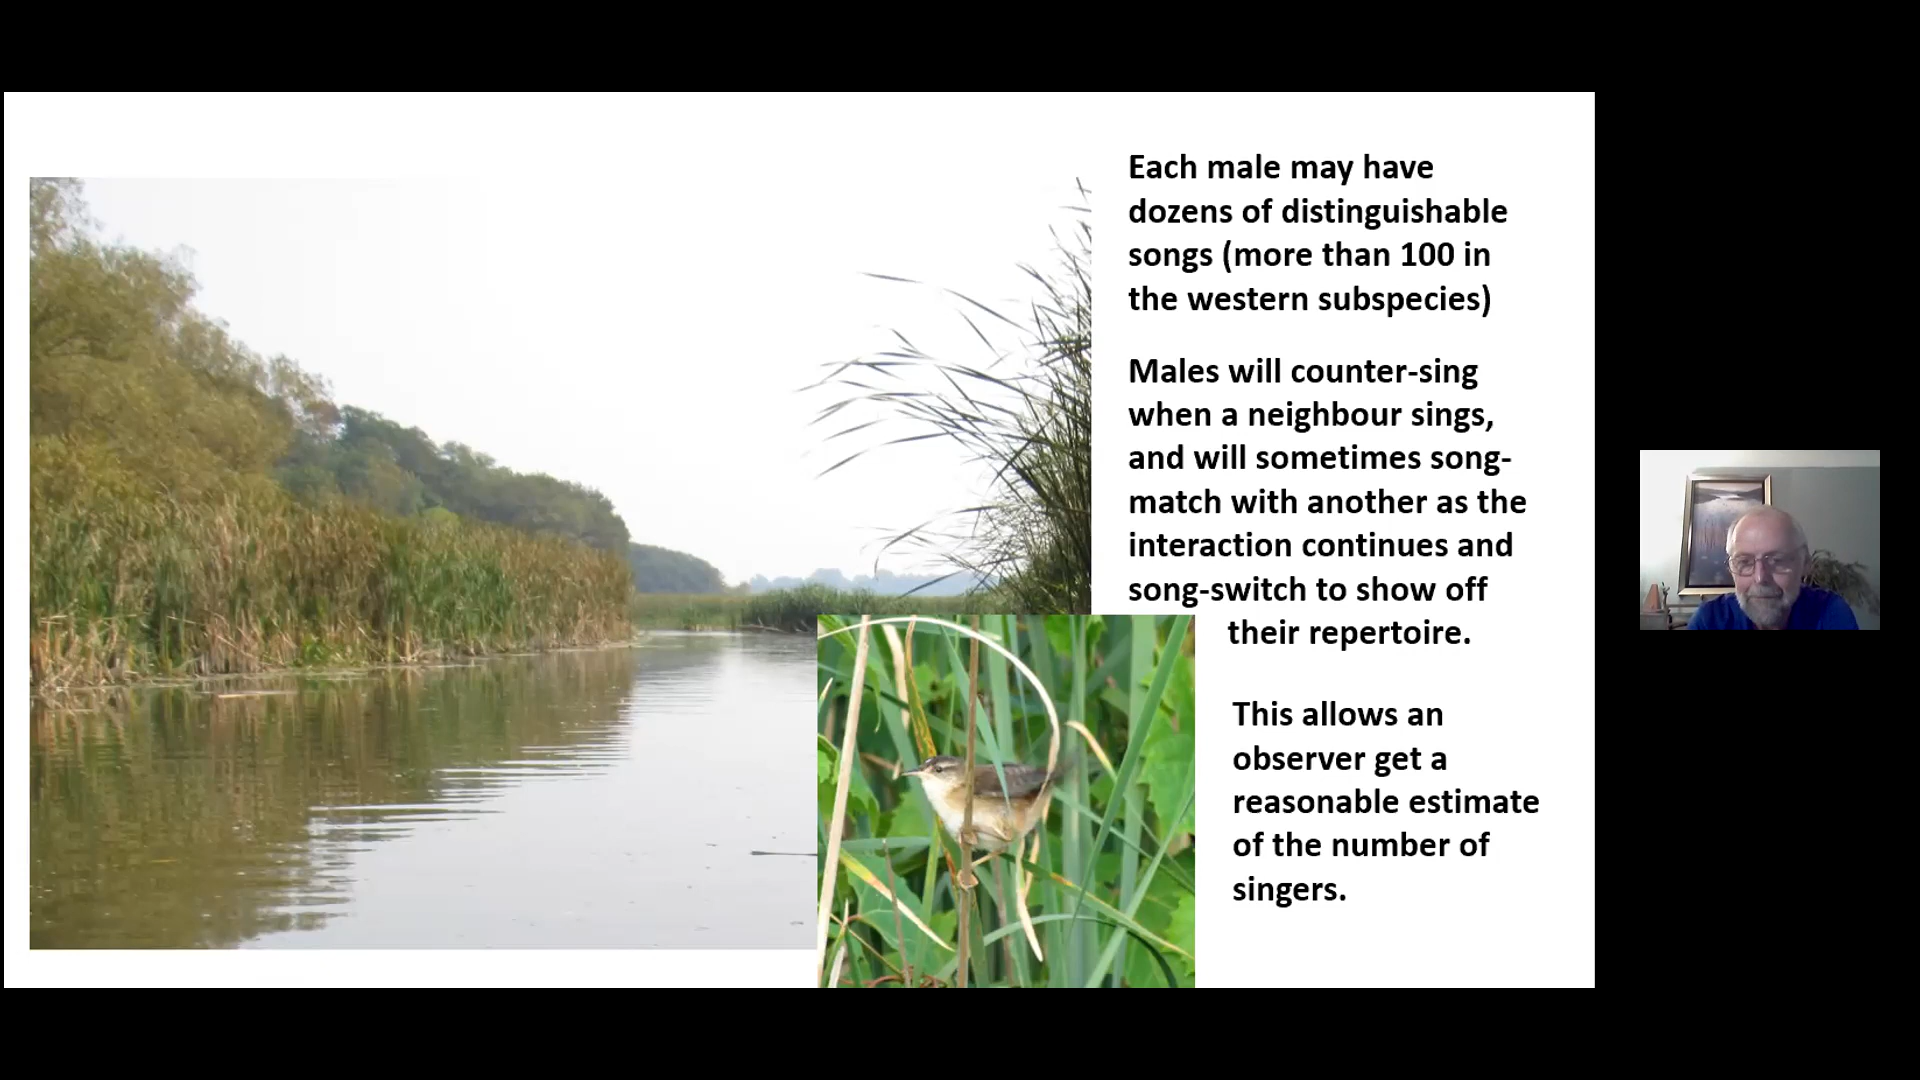 Each male may have
dozens of distinguishable
songs (more than 100 in
the western subspecies)
Males will counter-sing
when a neighbour sings,
and will sometimes song-
match with another as the
interaction continues and
song-switch to show off
their repertoire.
This allows an
observer get a
reasonable estimate
of the number of
singers.